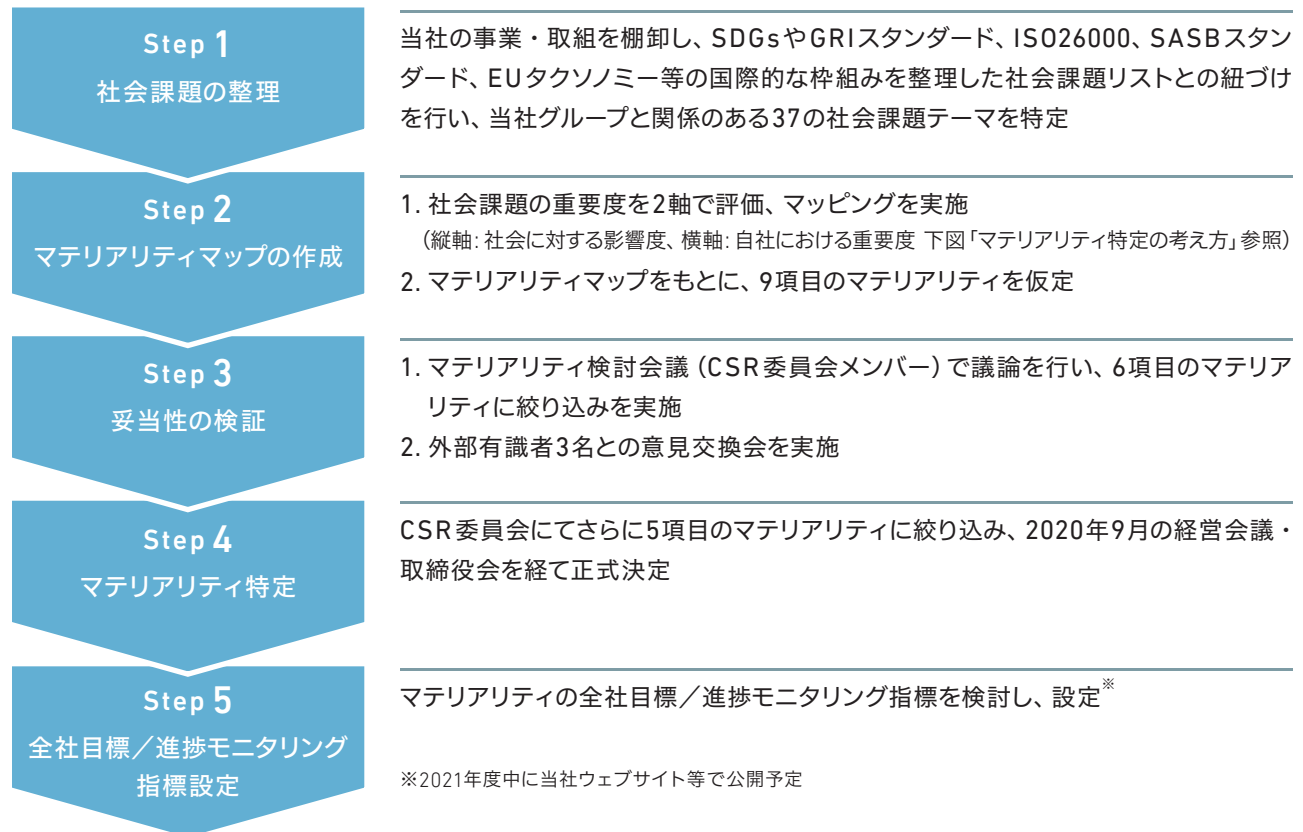 Step 1
社会課題の整理
当社の事業・取組を棚卸し、SDGsやGRIスタンダード、ISO26000、SASBスタン
ダード、EUタクソノミー等の国際的な枠組みを整理した社会課題リストとの紐づけ
を行い、当社グループと関係のある37の社会課題テーマを特定
Step 2
マテリアリティマップの作成
1. 社会課題の重要度を2軸で評価、マッピングを実施
（縦軸：社会に対する影響度、横軸：自社における重要度 下図「マテリアリティ特定の考え方」参照）
2. マテリアリティマップをもとに、9項目のマテリアリティを仮定
Step 3
妥当性の検証
1. マテリアリティ検討会議（CSR委員会メンバー）で議論を行い、6項目のマテリア
リティに絞り込みを実施
2. 外部有識者3名との意見交換会を実施
Step 4
マテリアリティ特定
CSR委員会にてさらに5項目のマテリアリティに絞り込み、2020年9月の経営会議・
取締役会を経て正式決定
Step 5
全社目標／進捗モニタリング
指標設定
マテリアリティの全社目標／進捗モニタリング指標を検討し、設定※
※2021年度中に当社ウェブサイト等で公開予定